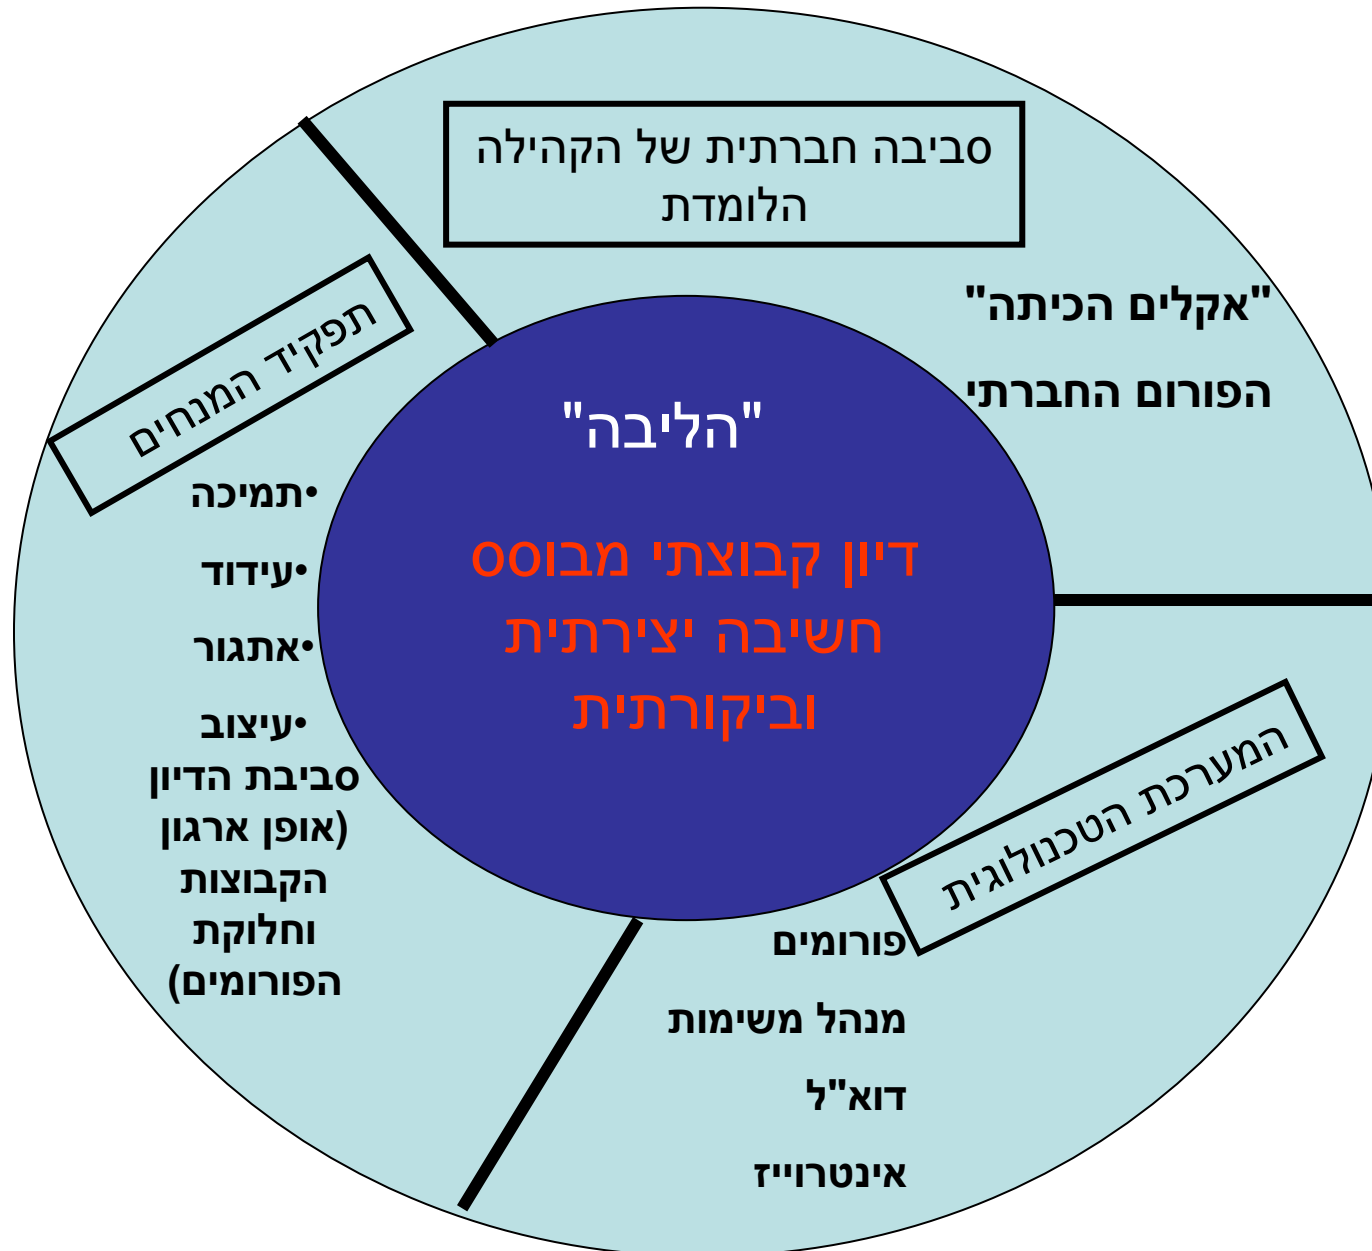 סביבה חברתית של הקהילה
הלומדת
"אקלים הכיתה"
הפורום החברתי
תפקיד המנחים
•תמיכה
•עידוד
•אתגור
•עיצוב
סביבת הדיון
(אופן ארגון
הקבוצות
וחלוקת
הפורומים)
"הליבה"
דיון קבוצתי מבוסס
חשיבה יצירתית
וביקורתית
המערכת הטכנולוגית
פורומים
מנהל משימות
דוא"ל
אינטרוייז